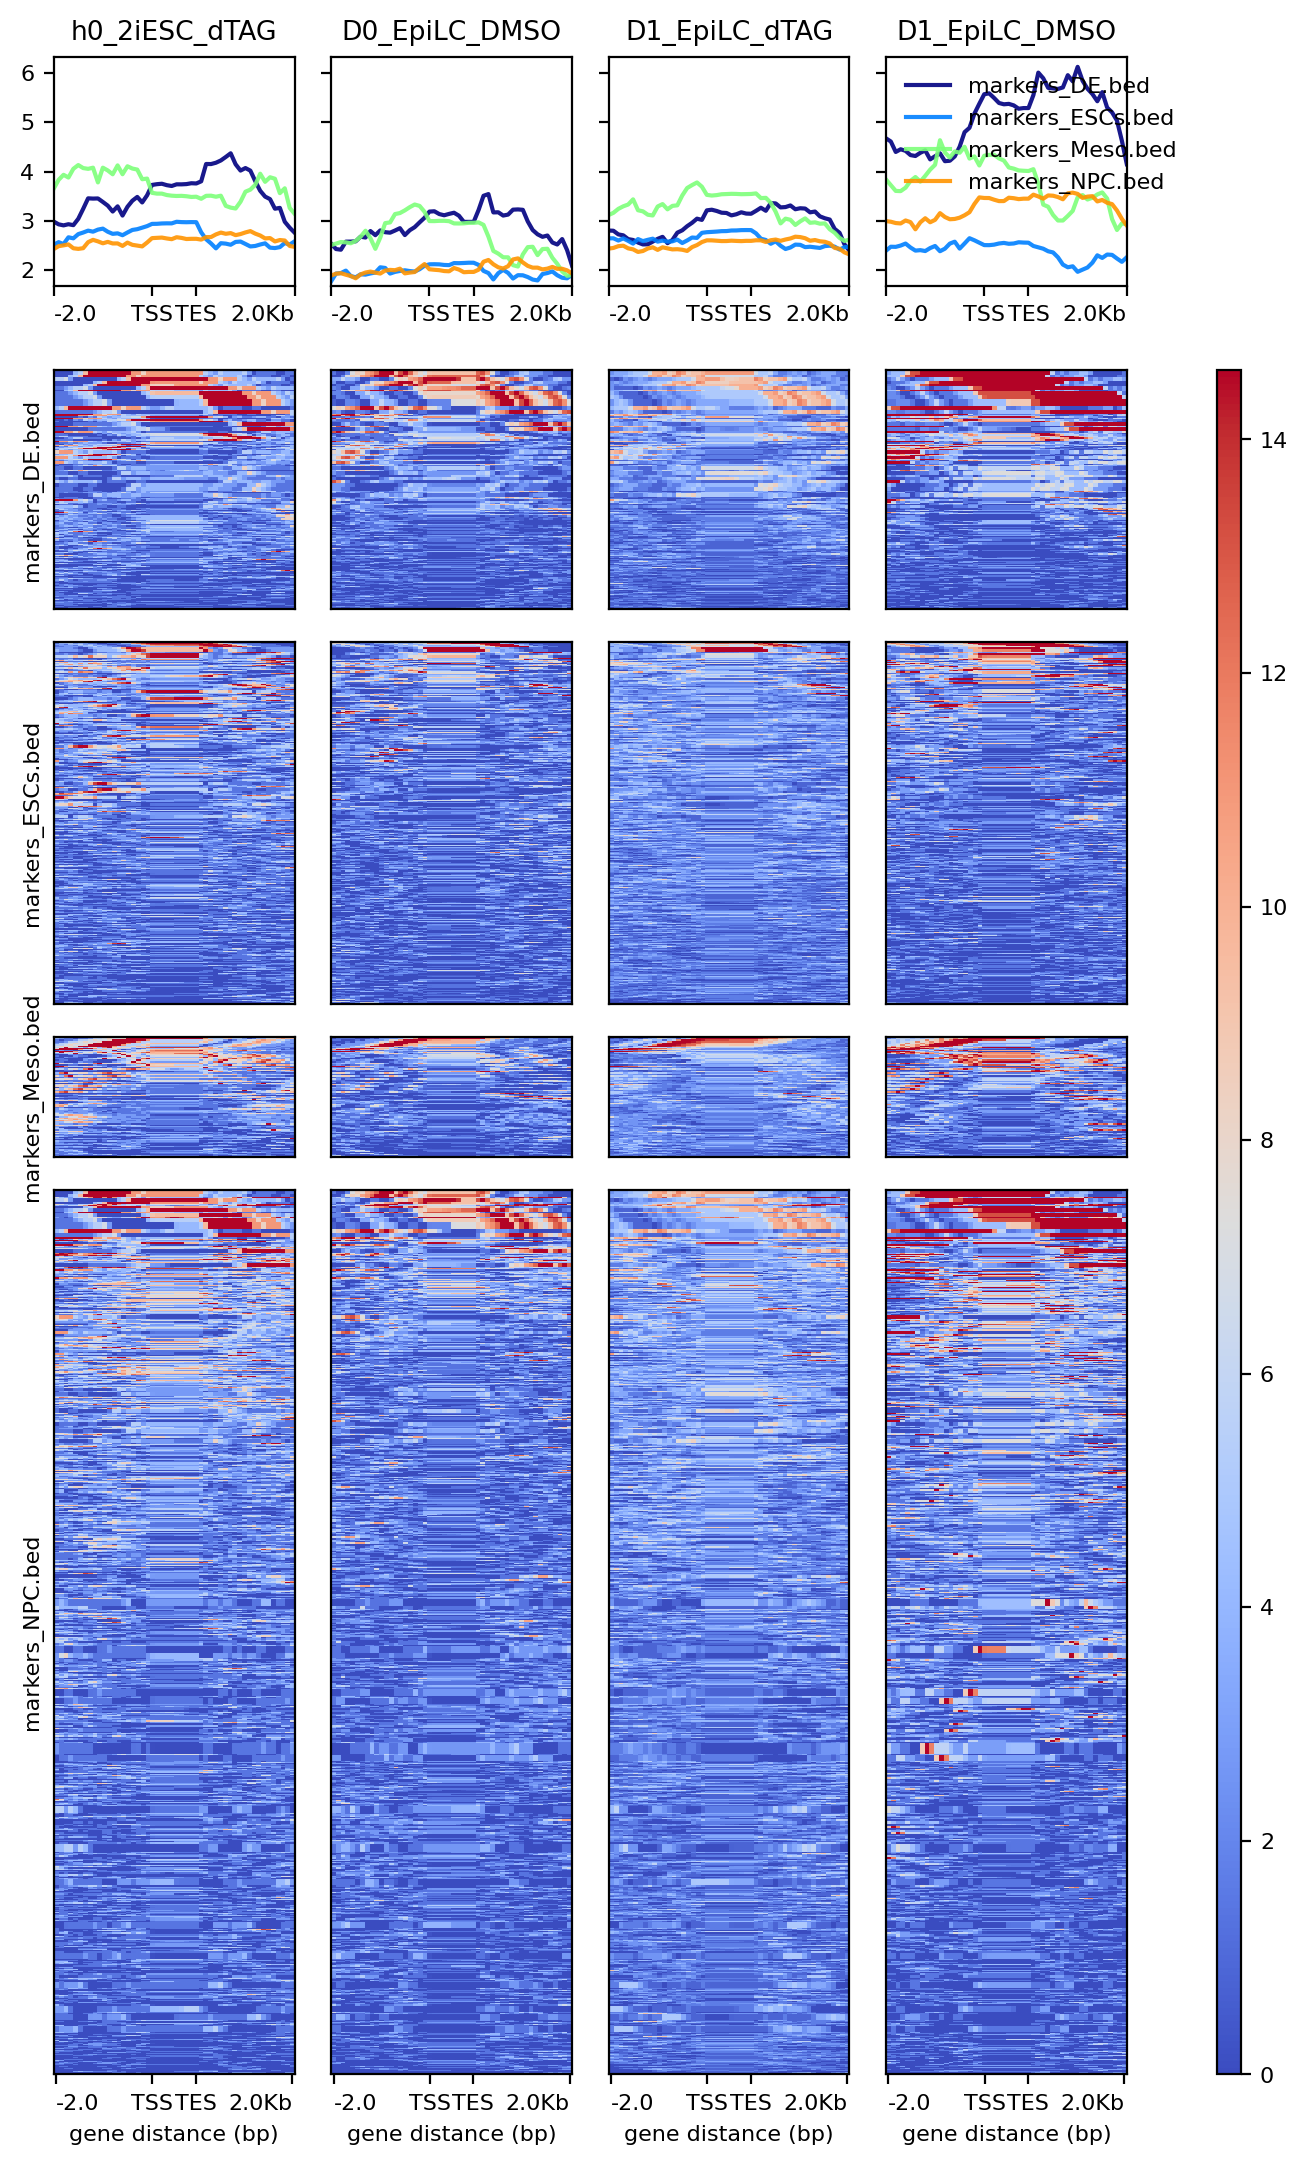 h0_2iESC_dTAG
D0_EpiLC_DMSO
D1_EpiLC_dTAG
D1_EpiLC_DMSO
6
5
4
3
2
markers_DE.bed
markers_ESCs.bed
markers_Meso.bed
markers_NPC.bed
-2.0 TSS TES 2.0Kb
-2.0 TSS TES 2.0Kb
-2.0 TSS TES 2.0Kb
-2.0 TSS TES 2.0Kb
markers_DE.bed
markers_ESCs.bed
markers_Meso.bed
markers_NPC.bed
14
12
10
8
6
4
2
0
-2.0 TSS TES 2.0Kb
gene distance (bp)
-2.0 TSS TES 2.0Kb
gene distance (bp)
-2.0 TSS TES 2.0Kb
gene distance (bp)
-2.0 TSS TES 2.0Kb
gene distance (bp)